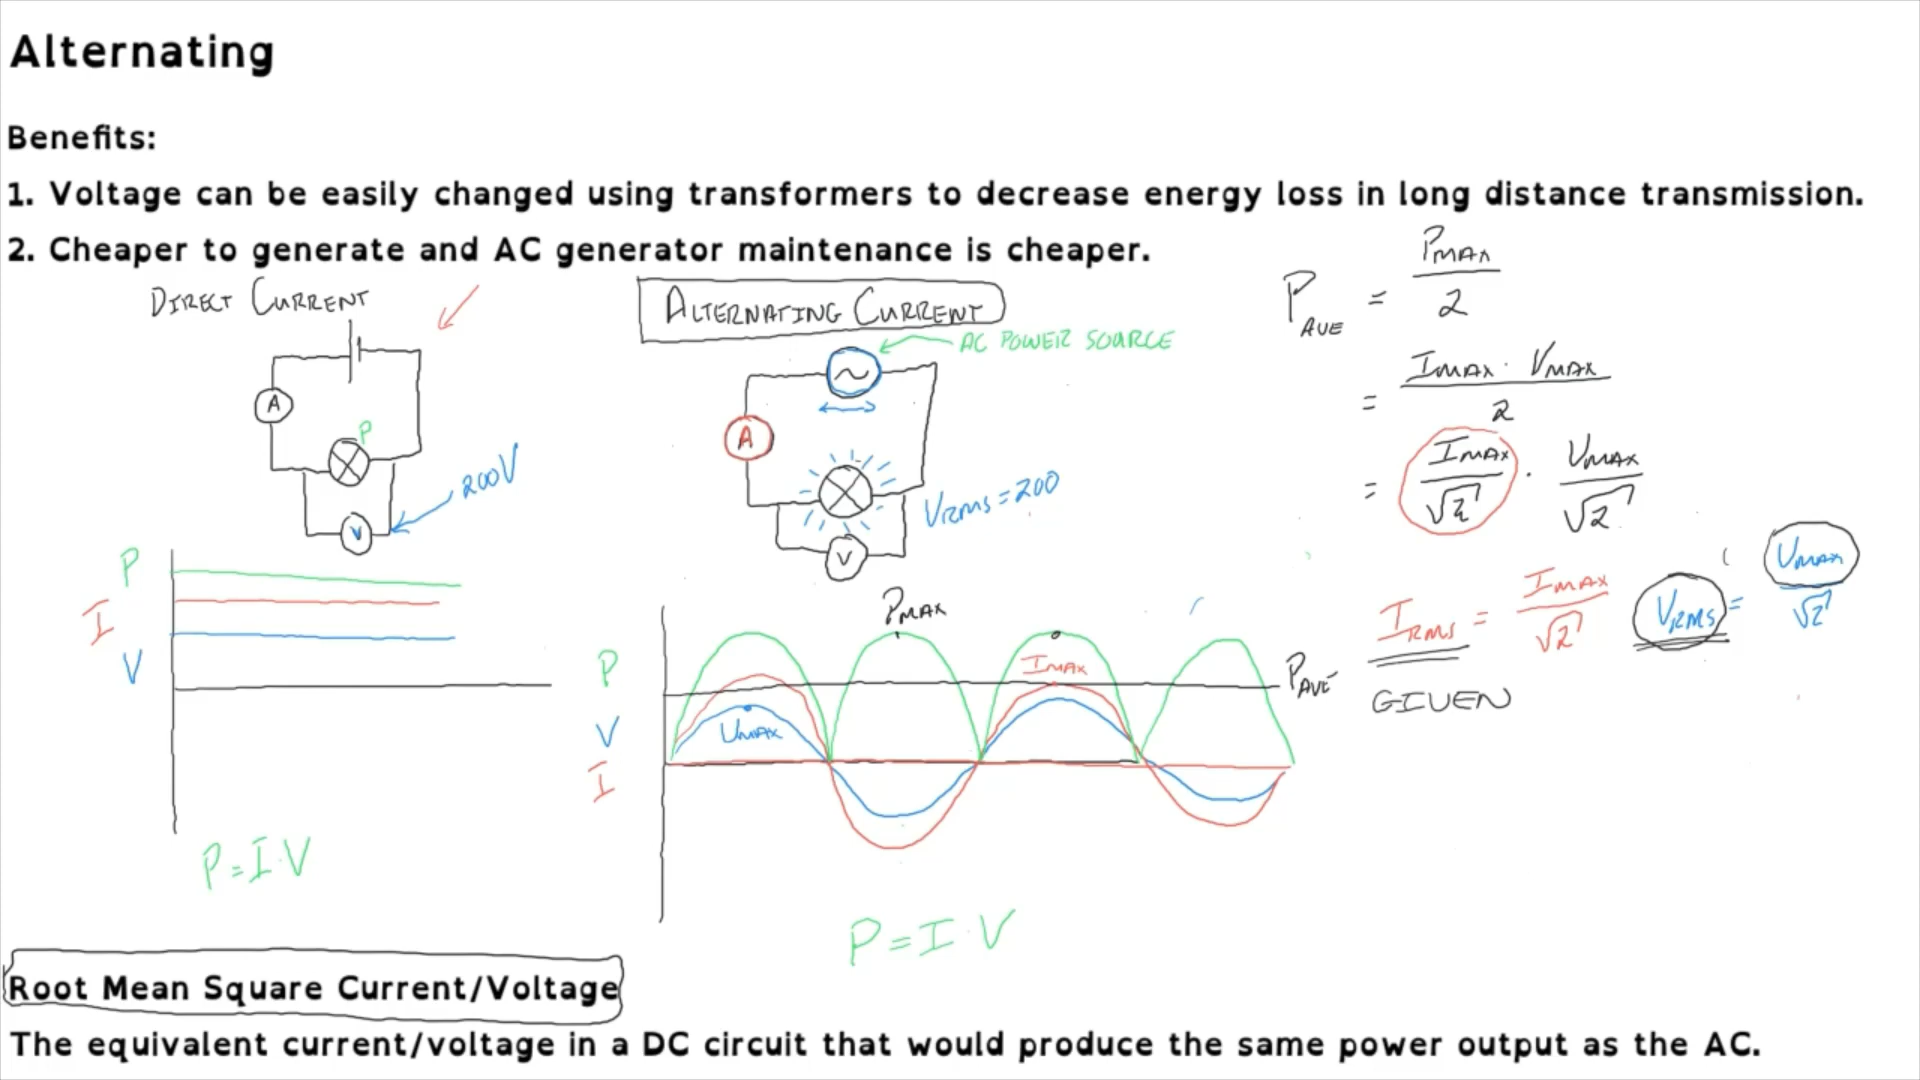 Alternating
Benefits:
1. Voltage can be easily changed using transformers to decrease energy loss in long distance transmission.
2. Cheaper to generate and AC generator maintenance is cheaper.
DIRECT CURRENT
A
P
V
200V
P
I
V
P=I·V
ALTERNATING CURRENT
AC POWER SOURCE
A
V
VRMS=200
PMAX
P
V
I
VMAX
IMAX
PAVE
P=I·V
PAVE = PMAX / 2
= IMAX · VMAX / 2
= IMAX / √2 · VMAX / √2
IRMS = IMAX / √2
VRMS = VMAX / √2
GIVEN
Root Mean Square Current/Voltage
The equivalent current/voltage in a DC circuit that would produce the same power output as the AC.